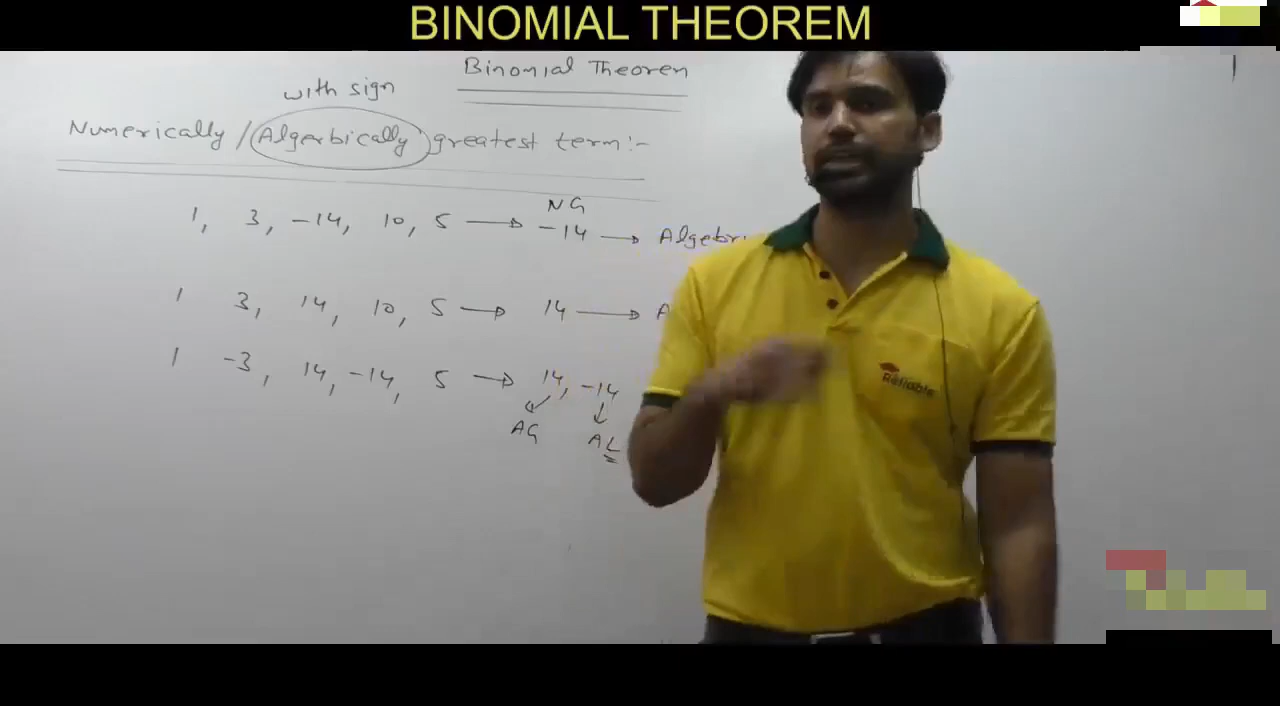 BINOMIAL THEOREM
Binomial Theorem
with sign
Numerically / Algerbically greatest term :-
NG
1, 3, -14, 10, 5 → -14 → Algebri
1 3, 14, 10, 5 → 14 → A
1 -3, 14, -14, 5 → 14, -14
AG AL
Reliable